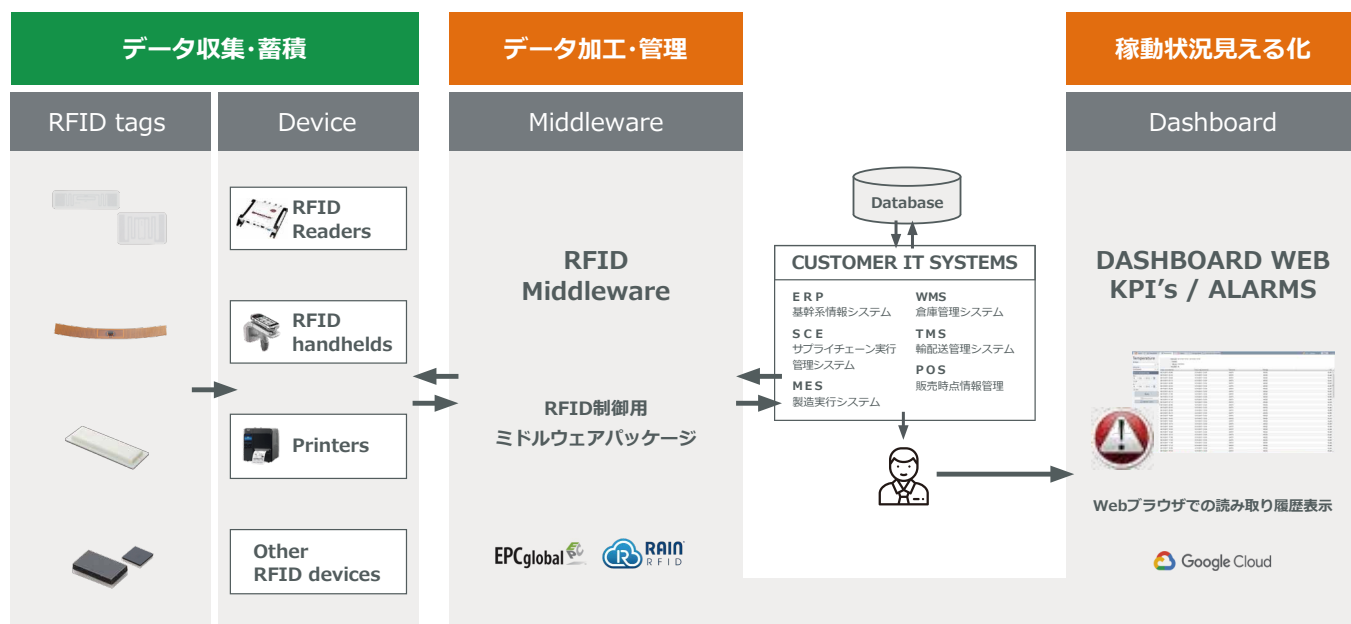 データ収集・蓄積
データ加工・管理
稼動状況見える化
RFID tags
Device
Middleware
Dashboard
RFID
Readers
RFID
handhelds
Printers
Other
RFID devices
RFID
Middleware
RFID制御用
ミドルウェアパッケージ
EPCglobal
RAIN
RFID
Database
CUSTOMER IT SYSTEMS
ERP
基幹系情報システム
SCE
サプライチェーン実行
管理システム
MES
製造実行システム
WMS
倉庫管理システム
TMS
輸配送管理システム
POS
販売時点情報管理
DASHBOARD WEB
KPI's / ALARMS
Temperature
Webブラウザでの読み取り履歴表示
Google Cloud